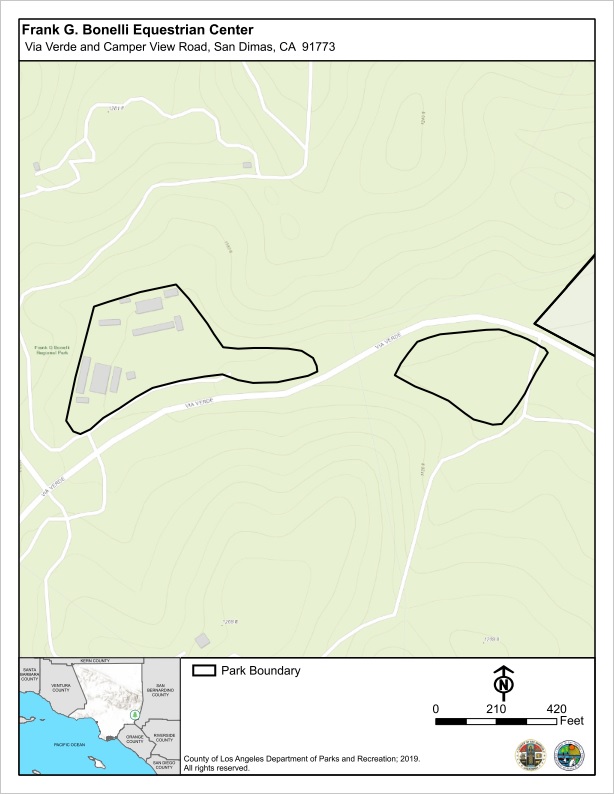 Frank G. Bonelli Equestrian Center
Via Verde and Camper View Road, San Dimas, CA 91773
Frank G Bonelli
Regional Park
VIA VERDE
VIA VERDE
VIA VERDE
KERN COUNTY
SANTA
BARBARA
COUNTY
VENTURA
COUNTY
SAN
BERNARDINO
COUNTY
ORANGE
COUNTY
RIVERSIDE
COUNTY
SAN DIEGO
COUNTY
PACIFIC OCEAN
Park Boundary
N
0 210 420
Feet
County of Los Angeles Department of Parks and Recreation; 2019.
All rights reserved.